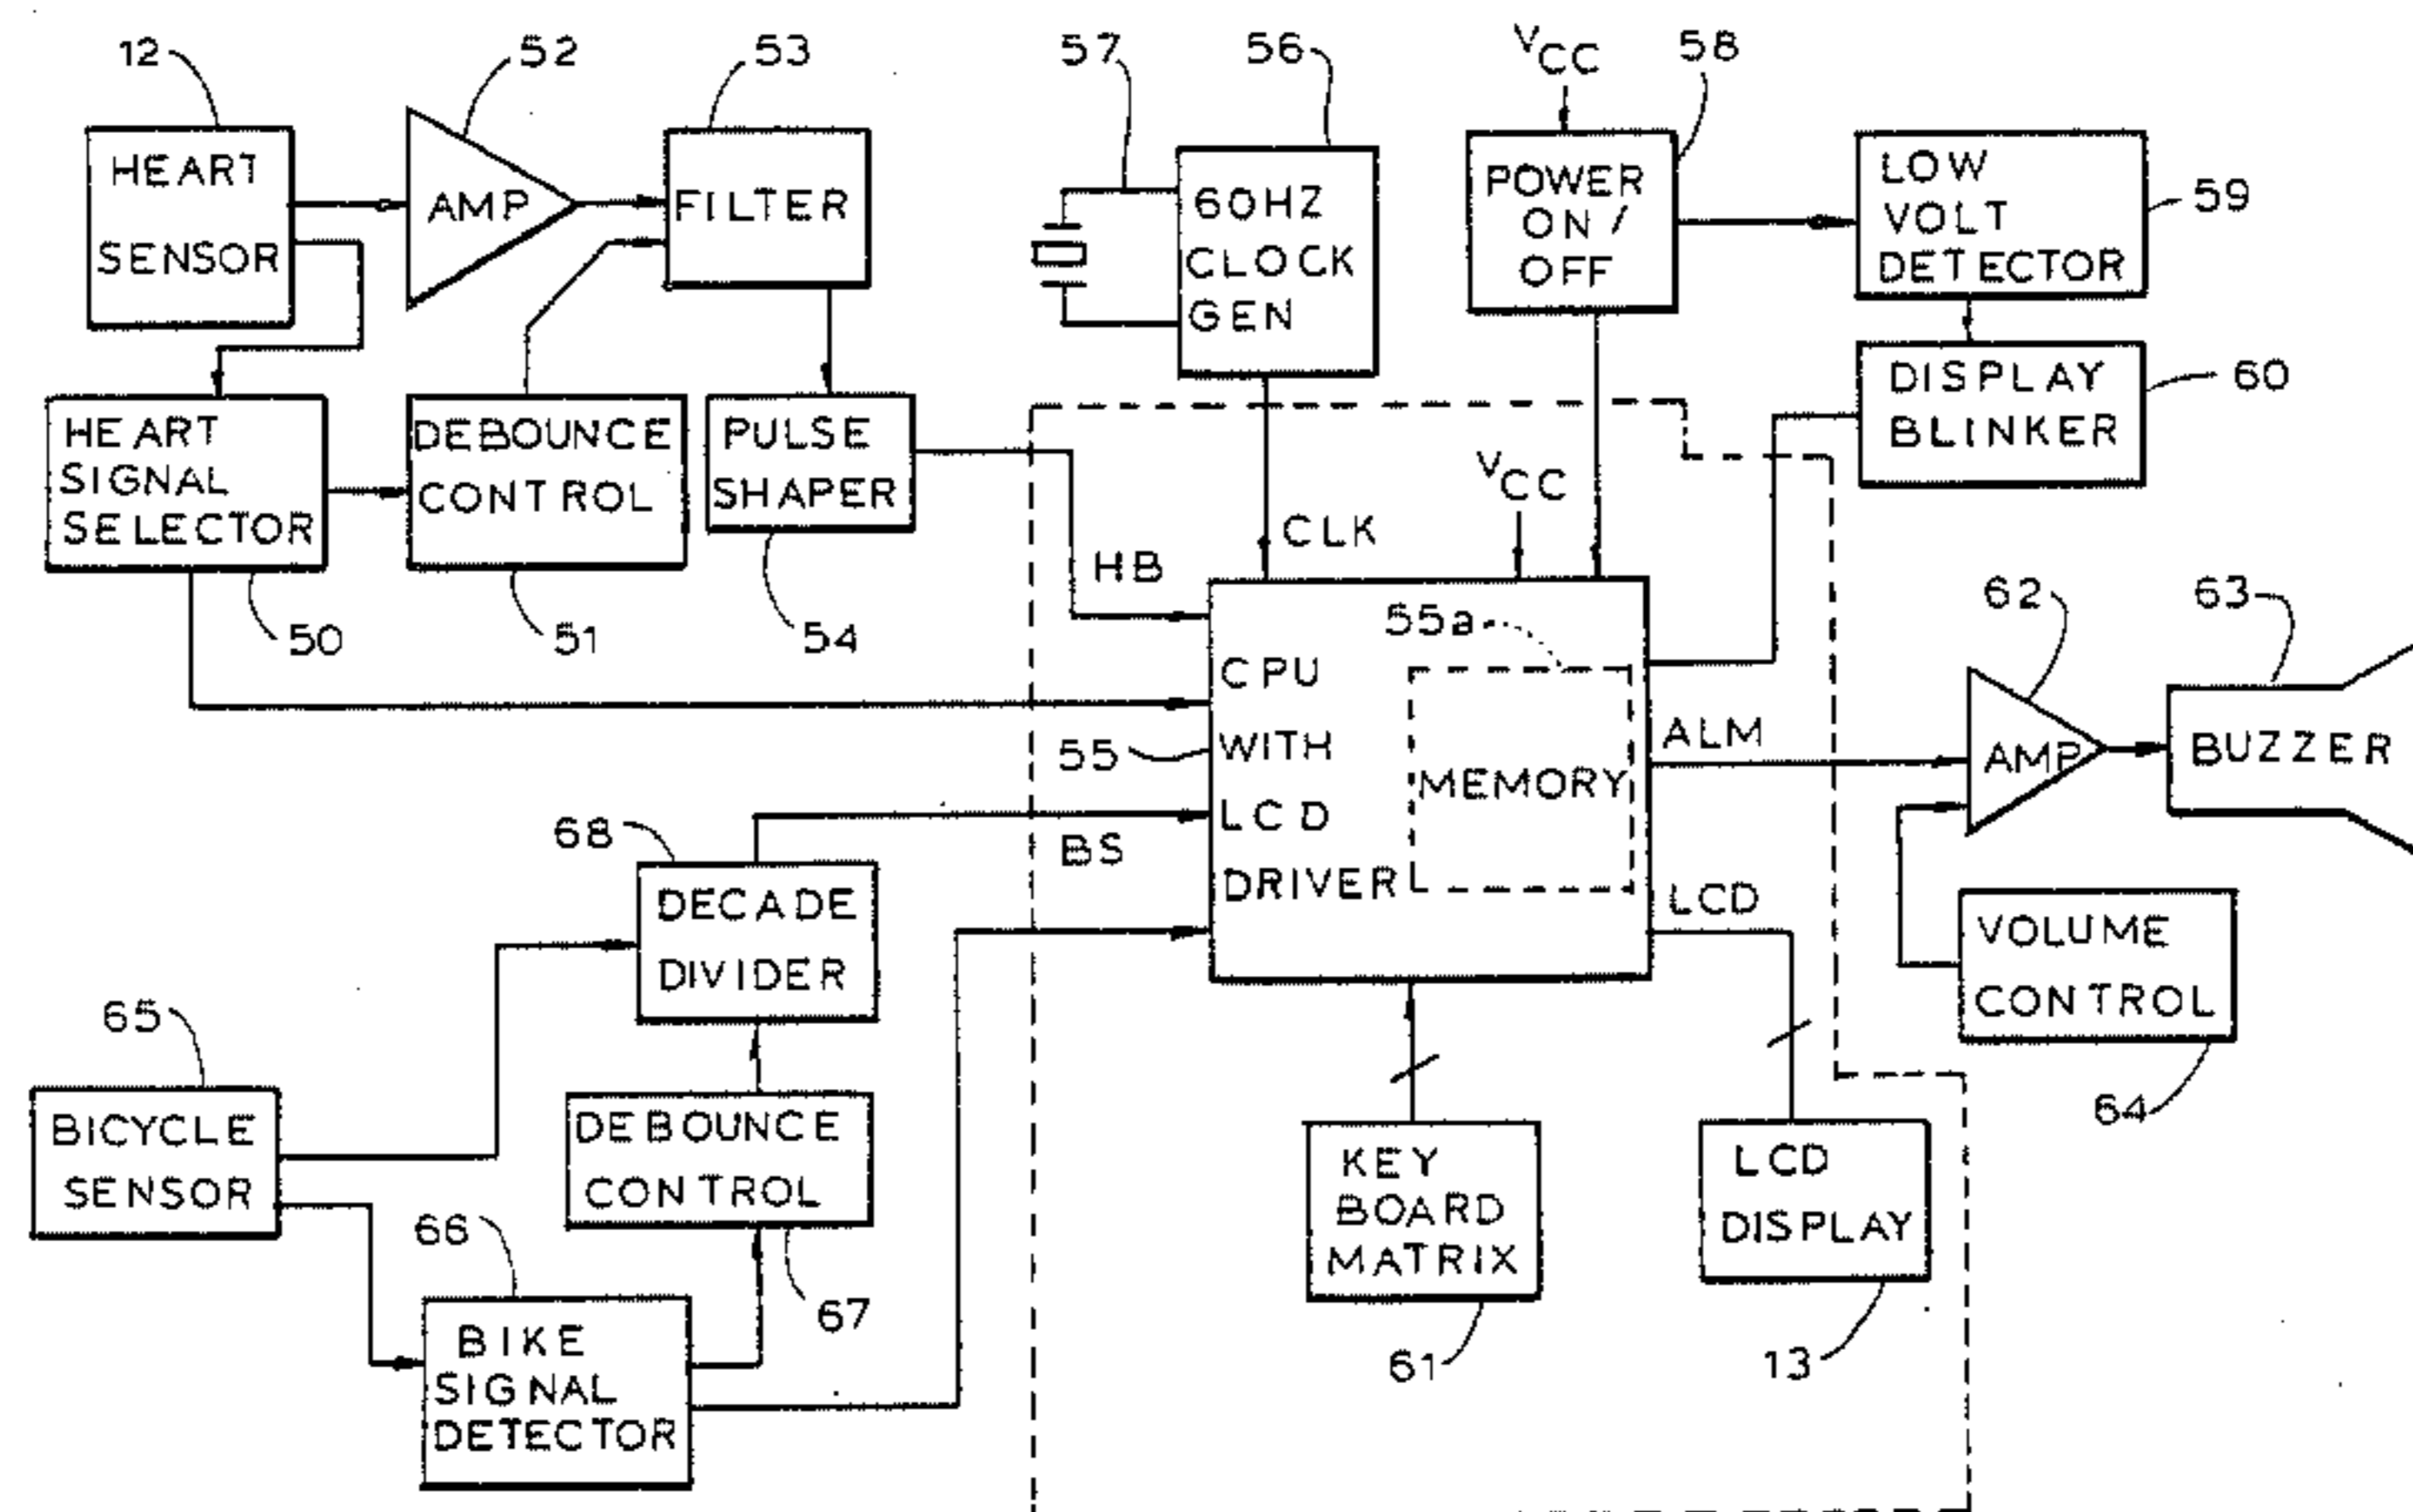 12
52
53
57
56
VCC
58
HEART
SENSOR
AMP
FILTER
60HZ
CLOCK
GEN
POWER
ON /
OFF
LOW
VOLT
DETECTOR
59
HEART
SIGNAL
SELECTOR
DEBOUNCE
CONTROL
PULSE
SHAPER
DISPLAY
BLINKER
60
VCC
CLK
HB
50
51
54
55a
62
63
CPU
WITH
LCD
DRIVER
55
MEMORY
ALM
AMP
BUZZER
68
BS
DECADE
DIVIDER
LCD
VOLUME
CONTROL
64
65
BICYCLE
SENSOR
DEBOUNCE
CONTROL
67
KEY
BOARD
MATRIX
61
LCD
DISPLAY
13
66
BIKE
SIGNAL
DETECTOR